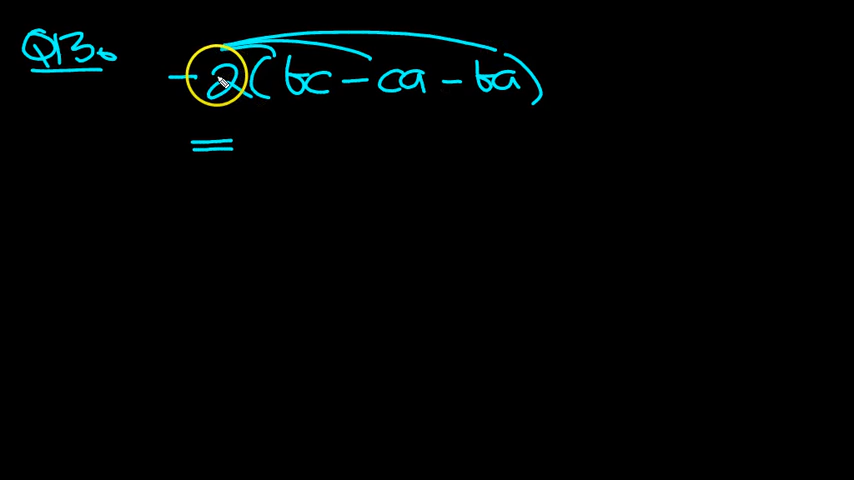 Q13.
-2(bc - ca - ba)
=